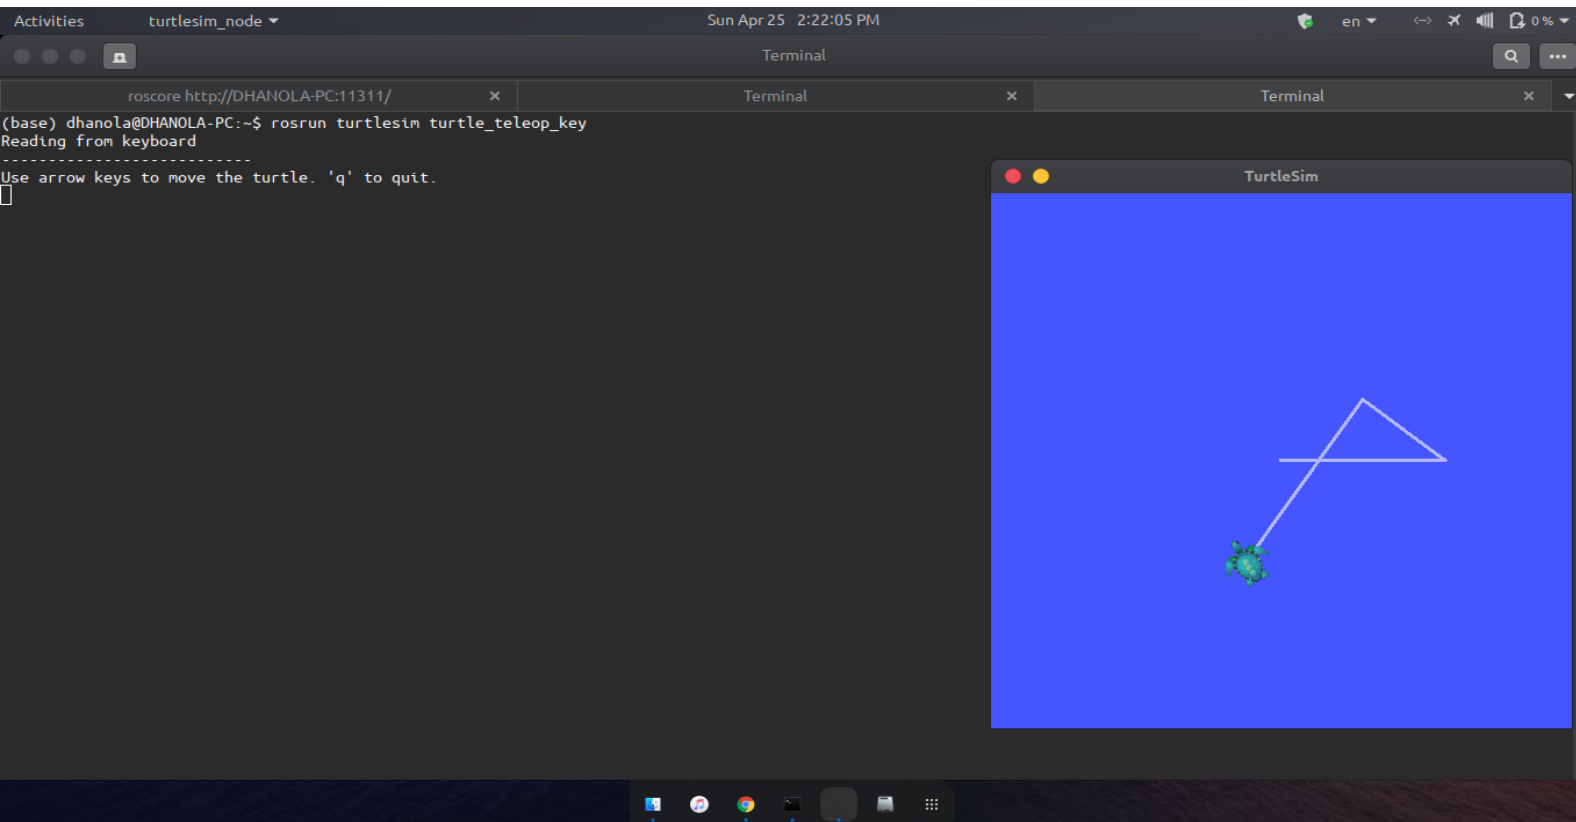 Activities turtlesim_node Sun Apr 25 2:22:05 PM en 0 %
Terminal
roscore http://DHANOLA-PC:11311/ Terminal Terminal
(base) dhanola@DHANOLA-PC:~$ rosrun turtlesim turtle_teleop_key
Reading from keyboard
---------------------------
Use arrow keys to move the turtle. 'q' to quit.
TurtleSim